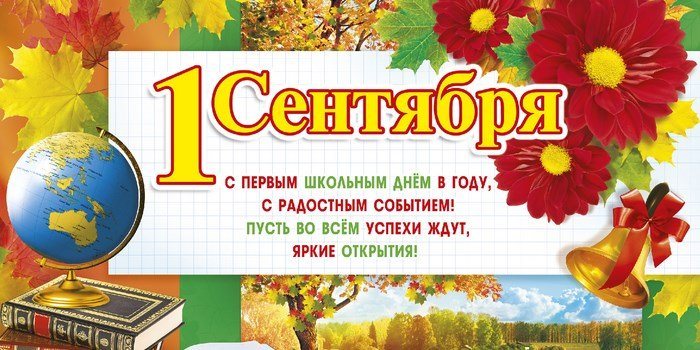 1 Сентября
С ПЕРВЫМ ШКОЛЬНЫМ ДНЁМ В ГОДУ,
С РАДОСТНЫМ СОБЫТИЕМ!
ПУСТЬ ВО ВСЁМ УСПЕХИ ЖДУТ,
ЯРКИЕ ОТКРЫТИЯ!